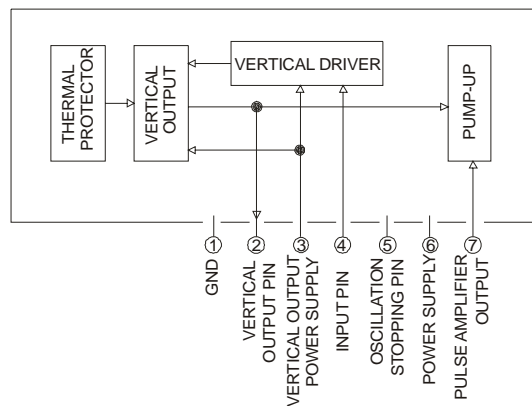 VERTICAL DRIVER
THERMAL
PROTECTOR
VERTICAL
OUTPUT
PUMP-UP
1
2
3
4
5
6
7
GND
VERTICAL
OUTPUT PIN
VERTICAL OUTPUT
POWER SUPPLY
INPUT PIN
OSCILLATION
STOPPING PIN
POWER SUPPLY
PULSE AMPLIFIER
OUTPUT